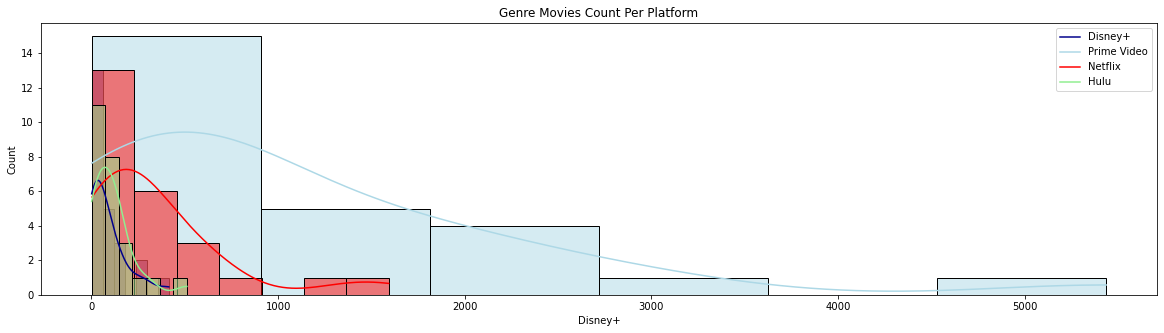 Genre Movies Count Per Platform
Disney+
Prime Video
Netflix
Hulu
Count
14
12
10
8
6
4
2
0
0 1000 2000 3000 4000 5000
Disney+